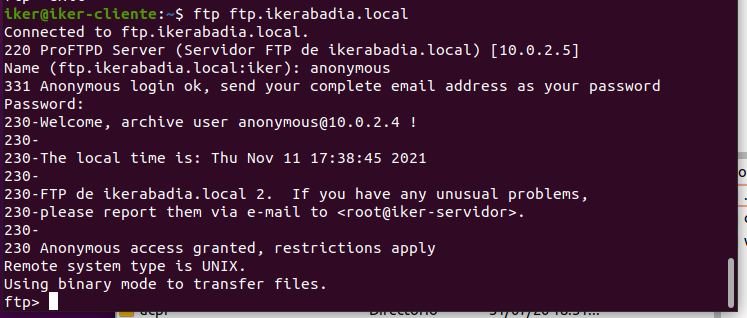 iker@iker-cliente:~$ ftp ftp.ikerabadia.local
Connected to ftp.ikerabadia.local.
220 ProFTPD Server (Servidor FTP de ikerabadia.local) [10.0.2.5]
Name (ftp.ikerabadia.local:iker): anonymous
331 Anonymous login ok, send your complete email address as your password
Password:
230-Welcome, archive user anonymous@10.0.2.4 !
230-
230-The local time is: Thu Nov 11 17:38:45 2021
230-
230-FTP de ikerabadia.local 2.  If you have any unusual problems,
230-please report them via e-mail to <root@iker-servidor>.
230-
230 Anonymous access granted, restrictions apply
Remote system type is UNIX.
Using binary mode to transfer files.
ftp>